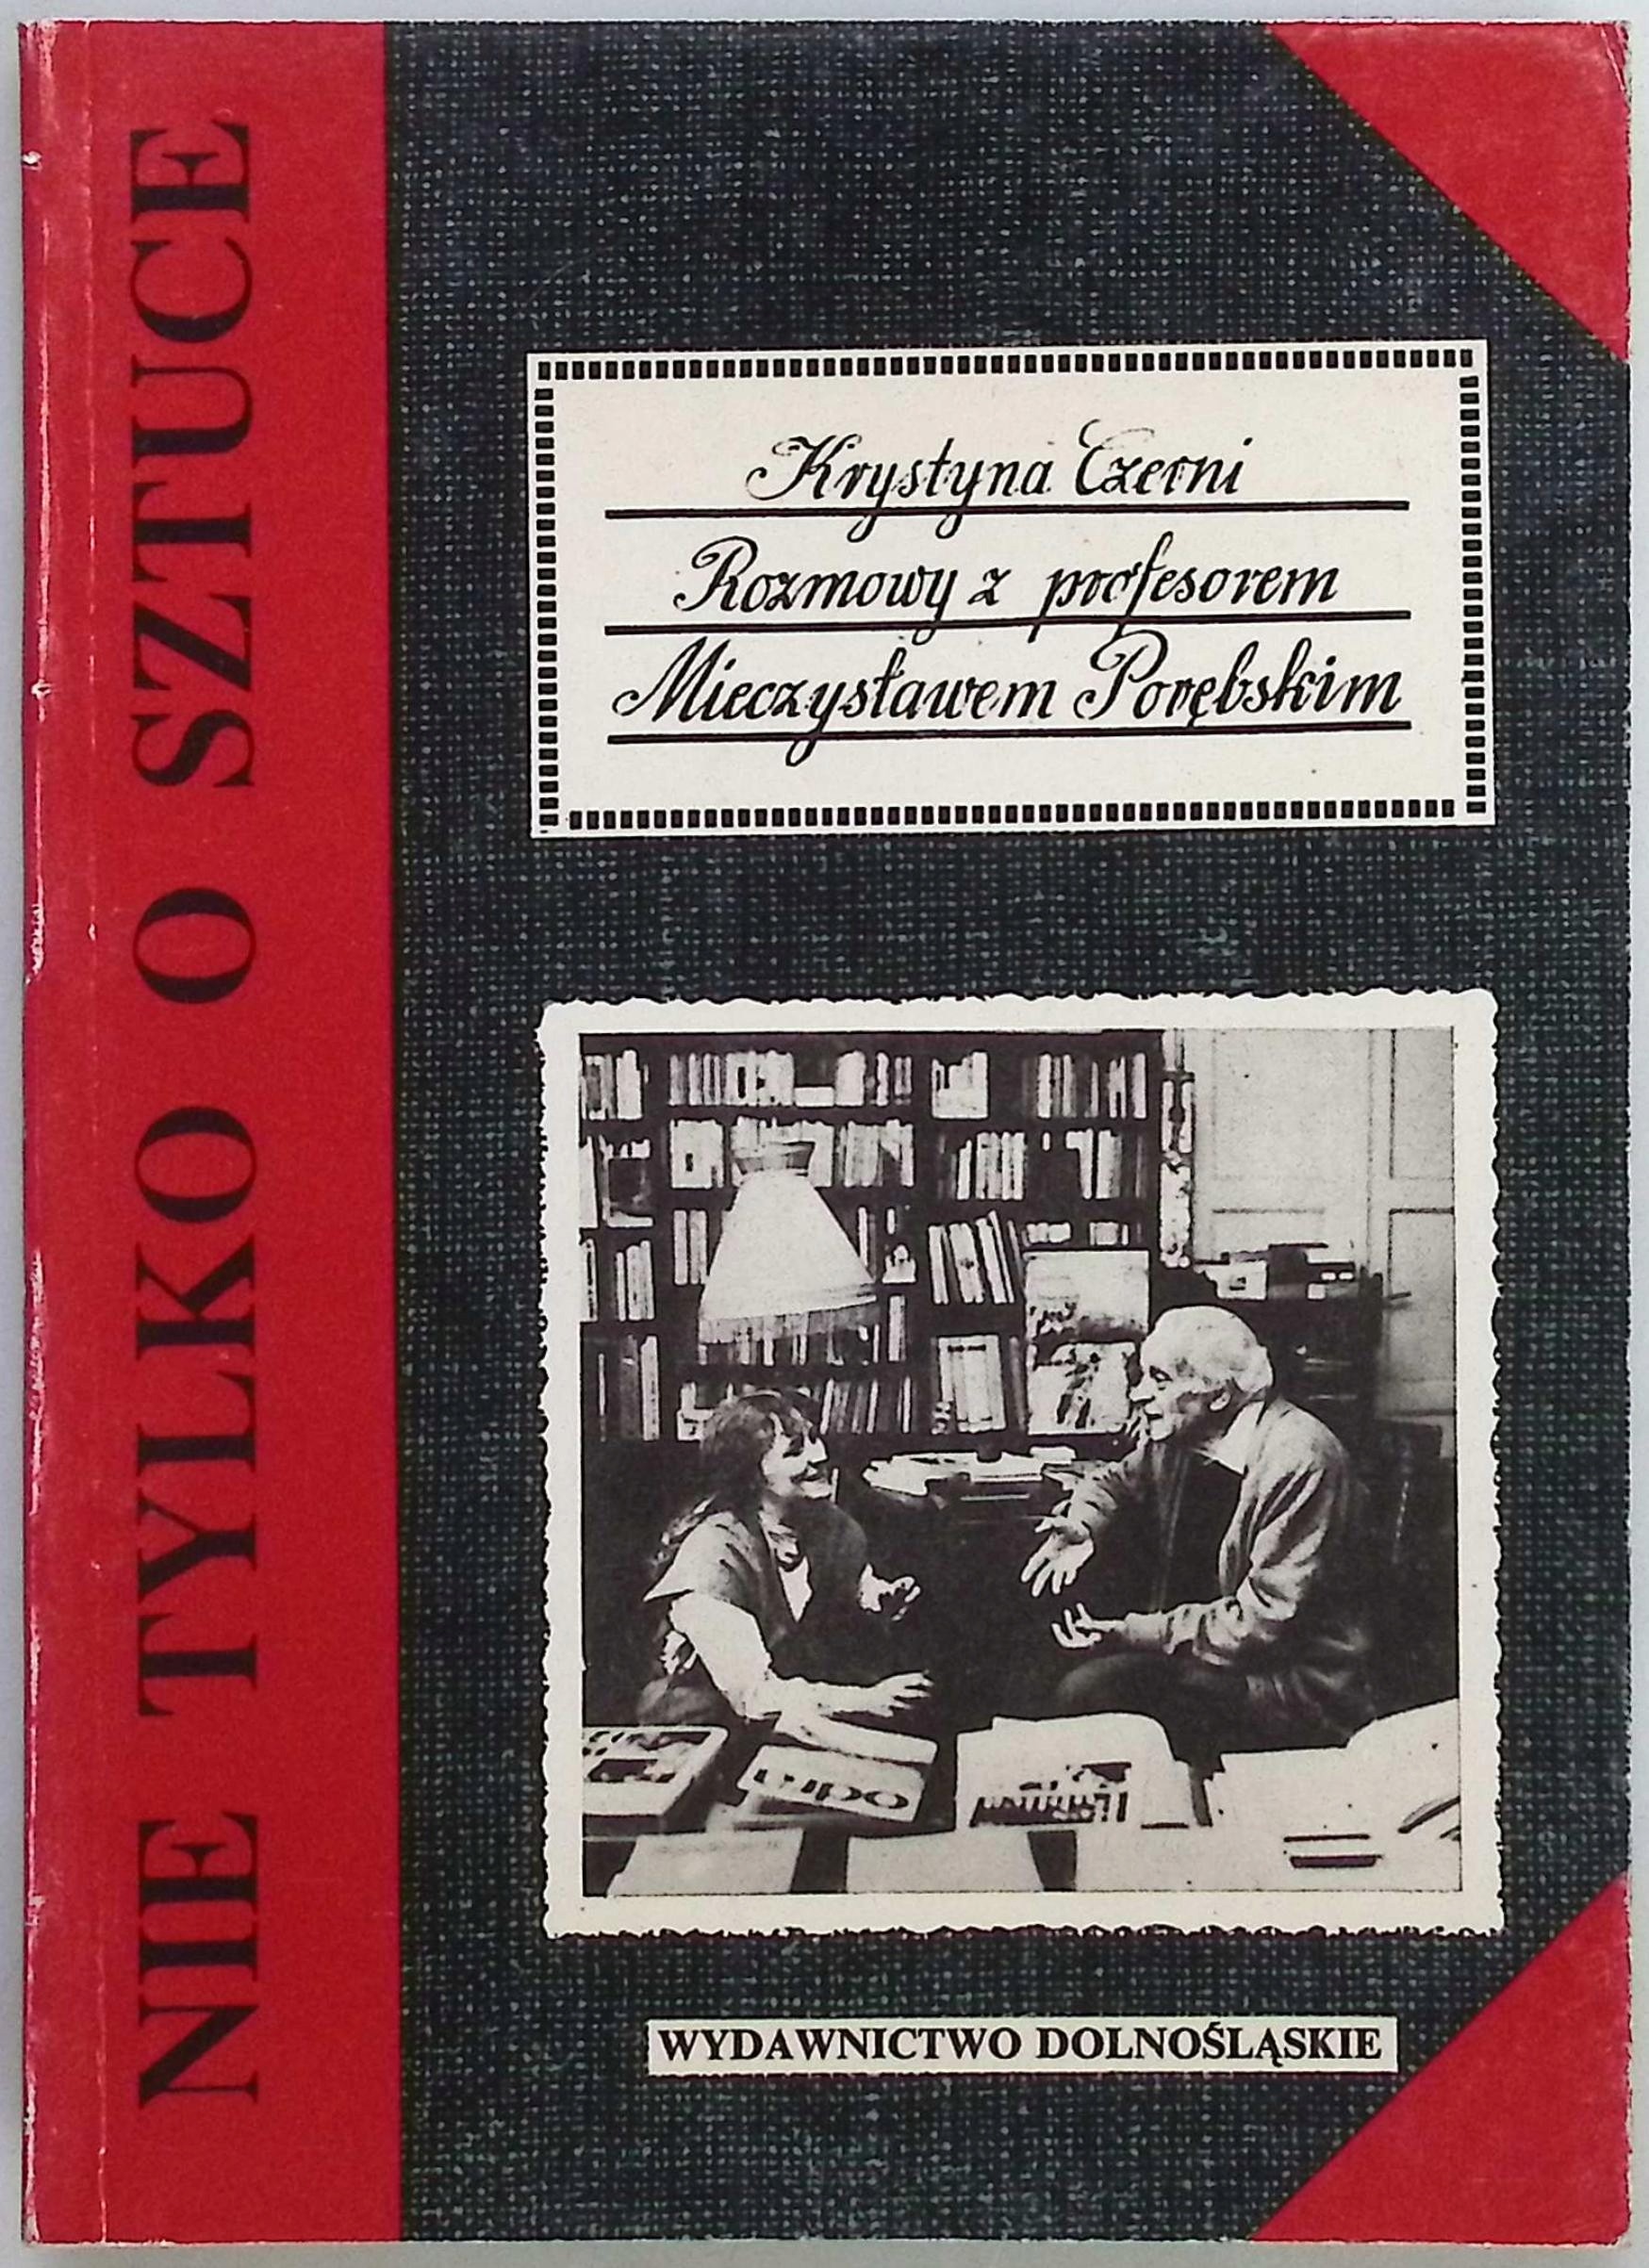 NIE TYLKO O SZTUCE
Krystyna Czerni
Rozmowy z profesorem
Mieczysławem Porębskim
WYDAWNICTWO DOLNOŚLĄSKIE